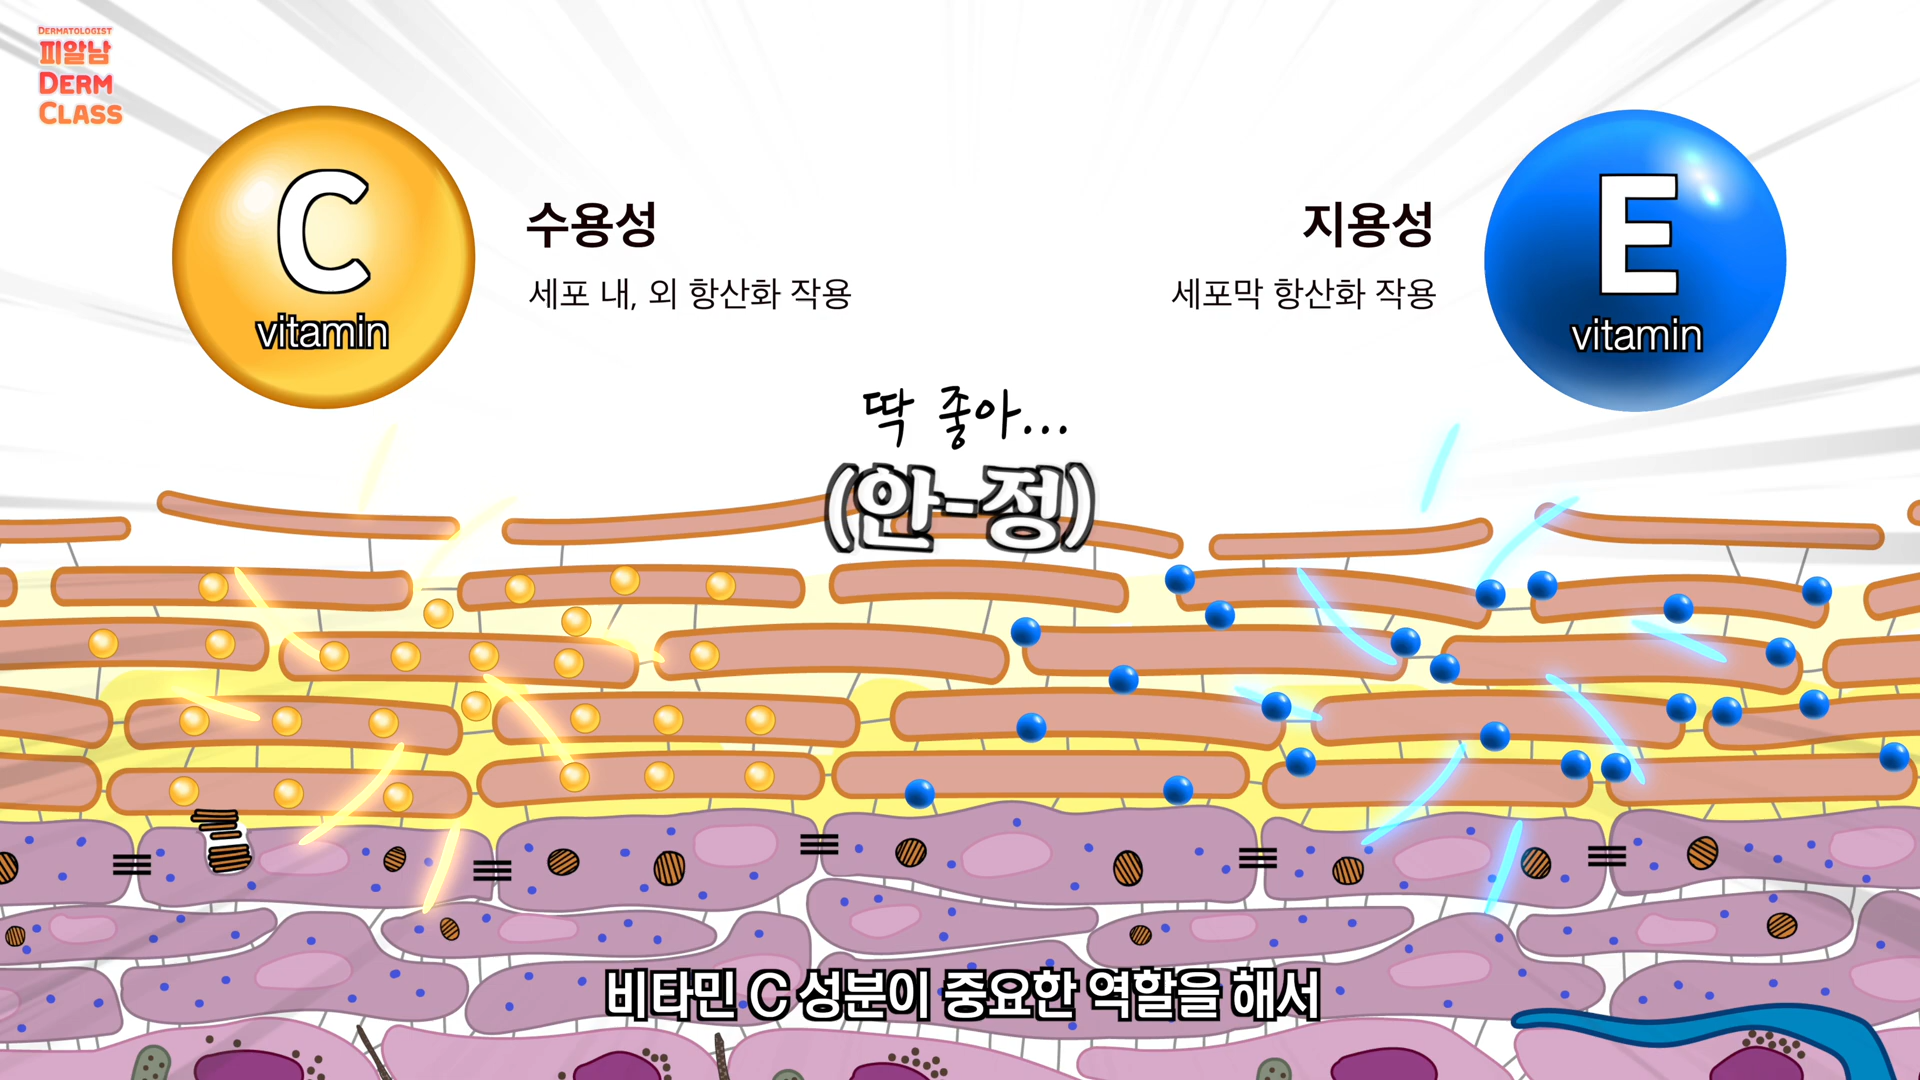 DERMATOLOGIST
피알남
DERM
CLASS
C
vitamin
수용성
세포 내, 외 항산화 작용
지용성
세포막 항산화 작용
E
vitamin
딱 좋아...
(안-정)
비타민 C 성분이 중요한 역할을 해서